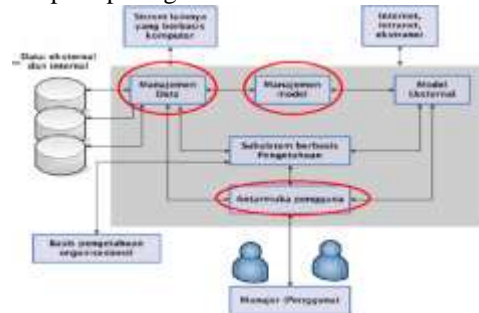 Sistem lainnya
yang berbasis
komputer
Internet,
intranet,
ekstranet
Data: eksternal
dan internal
Manajemen
Data
Manajemen
model
Model
Eksternal
Subsistem berbasis
Pengetahuan
Antarmuka pengguna
Basis pengetahuan
organisasional
Manajer (Pengguna)